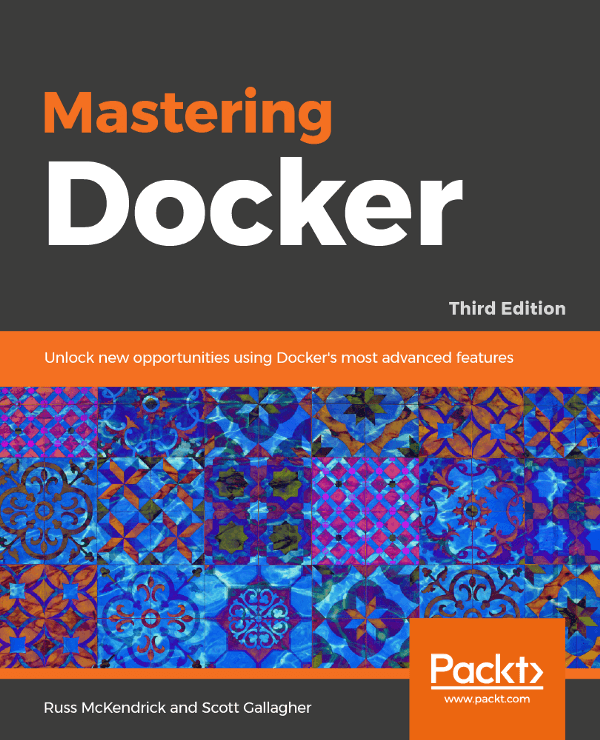 Mastering
Docker
Third Edition
Unlock new opportunities using Docker's most advanced features
Packt>
www.packt.com
Russ McKendrick and Scott Gallagher